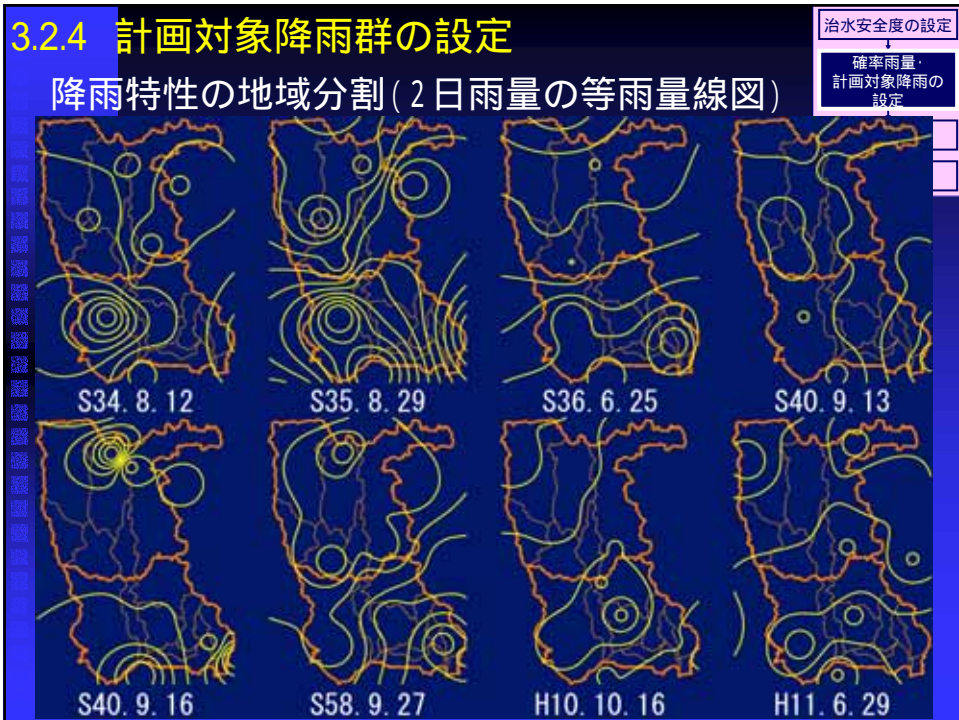 3.2.4 計画対象降雨群の設定
治水安全度の設定
確率雨量・
計画対象降雨の
設定
降雨特性の地域分割(2日雨量の等雨量線図)
S34. 8. 12
S35. 8. 29
S36. 6. 25
S40. 9. 13
S40. 9. 16
S58. 9. 27
H10. 10. 16
H11. 6. 29